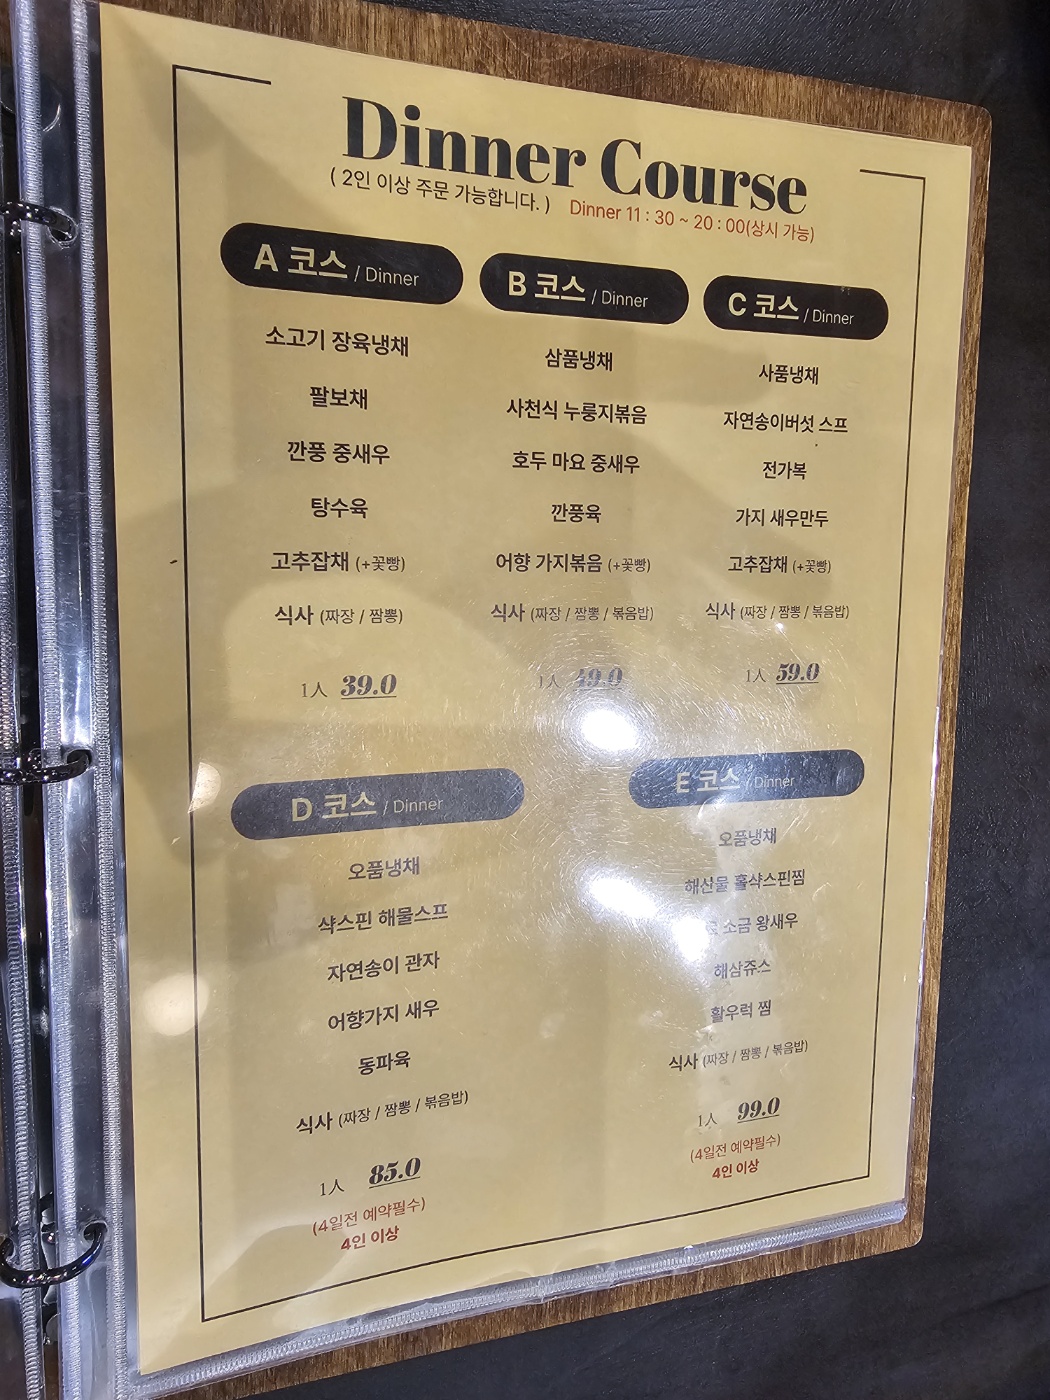 Dinner Course
( 2인 이상 주문 가능합니다. ) Dinner 11 : 30 ~ 20 : 00(상시 가능)
A 코스 / Dinner
소고기 장육냉채
팔보채
깐풍 중새우
탕수육
고추잡채 (+꽃빵)
식사 (짜장 / 짬뽕)
1人 39.0
B 코스 / Dinner
삼품냉채
사천식 누룽지볶음
호두 마요 중새우
깐풍육
어향 가지볶음 (+꽃빵)
식사 (짜장 / 짬뽕 / 볶음밥)
1人 49.0
C 코스 / Dinner
사품냉채
자연송이버섯 스프
전가복
가지 새우만두
고추잡채 (+꽃빵)
식사 (짜장 / 짬뽕 / 볶음밥)
1人 59.0
D 코스 / Dinner
오품냉채
샥스핀 해물스프
자연송이 관자
어향가지 새우
동파육
식사 (짜장 / 짬뽕 / 볶음밥)
1人 85.0
(4일전 예약필수)
4인 이상
E 코스 / Dinner
오품냉채
해선물 홀샥스핀찜
소금 왕새우
해삼쥬스
활우럭 찜
식사 (짜장 / 짬뽕 / 볶음밥)
1人 99.0
(4일전 예약필수)
4인 이상